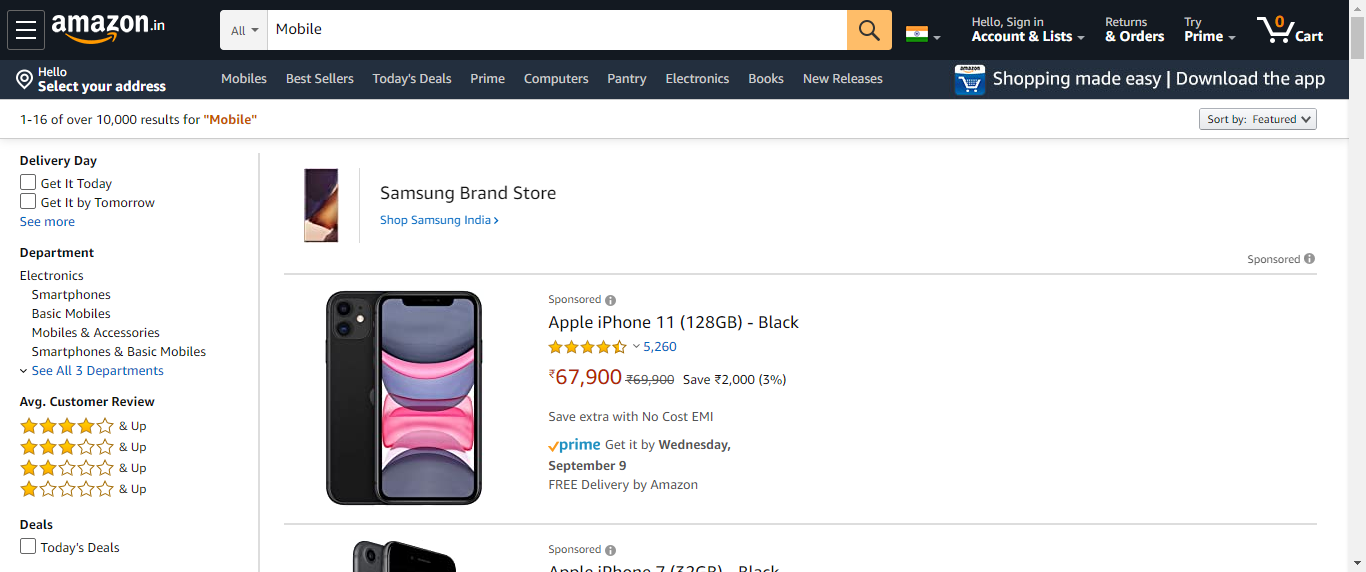 amazon.in
All
Mobile
Hello, Sign in
Account & Lists
Returns
& Orders
Try
Prime
0
Cart
Hello
Select your address
Mobiles
Best Sellers
Today's Deals
Prime
Computers
Pantry
Electronics
Books
New Releases
amazon
Shopping made easy | Download the app
1-16 of over 10,000 results for "Mobile"
Sort by: Featured
Delivery Day
Get It Today
Get It by Tomorrow
See more
Department
Electronics
Smartphones
Basic Mobiles
Mobiles & Accessories
Smartphones & Basic Mobiles
See All 3 Departments
Avg. Customer Review
& Up
& Up
& Up
& Up
Deals
Today's Deals
Samsung Brand Store
Shop Samsung India ›
Sponsored
Sponsored
Apple iPhone 11 (128GB) - Black
5,260
₹67,900 ₹69,900 Save ₹2,000 (3%)
Save extra with No Cost EMI
prime Get it by Wednesday,
September 9
FREE Delivery by Amazon
Sponsored
Apple iPhone 7 (32GB) - Black